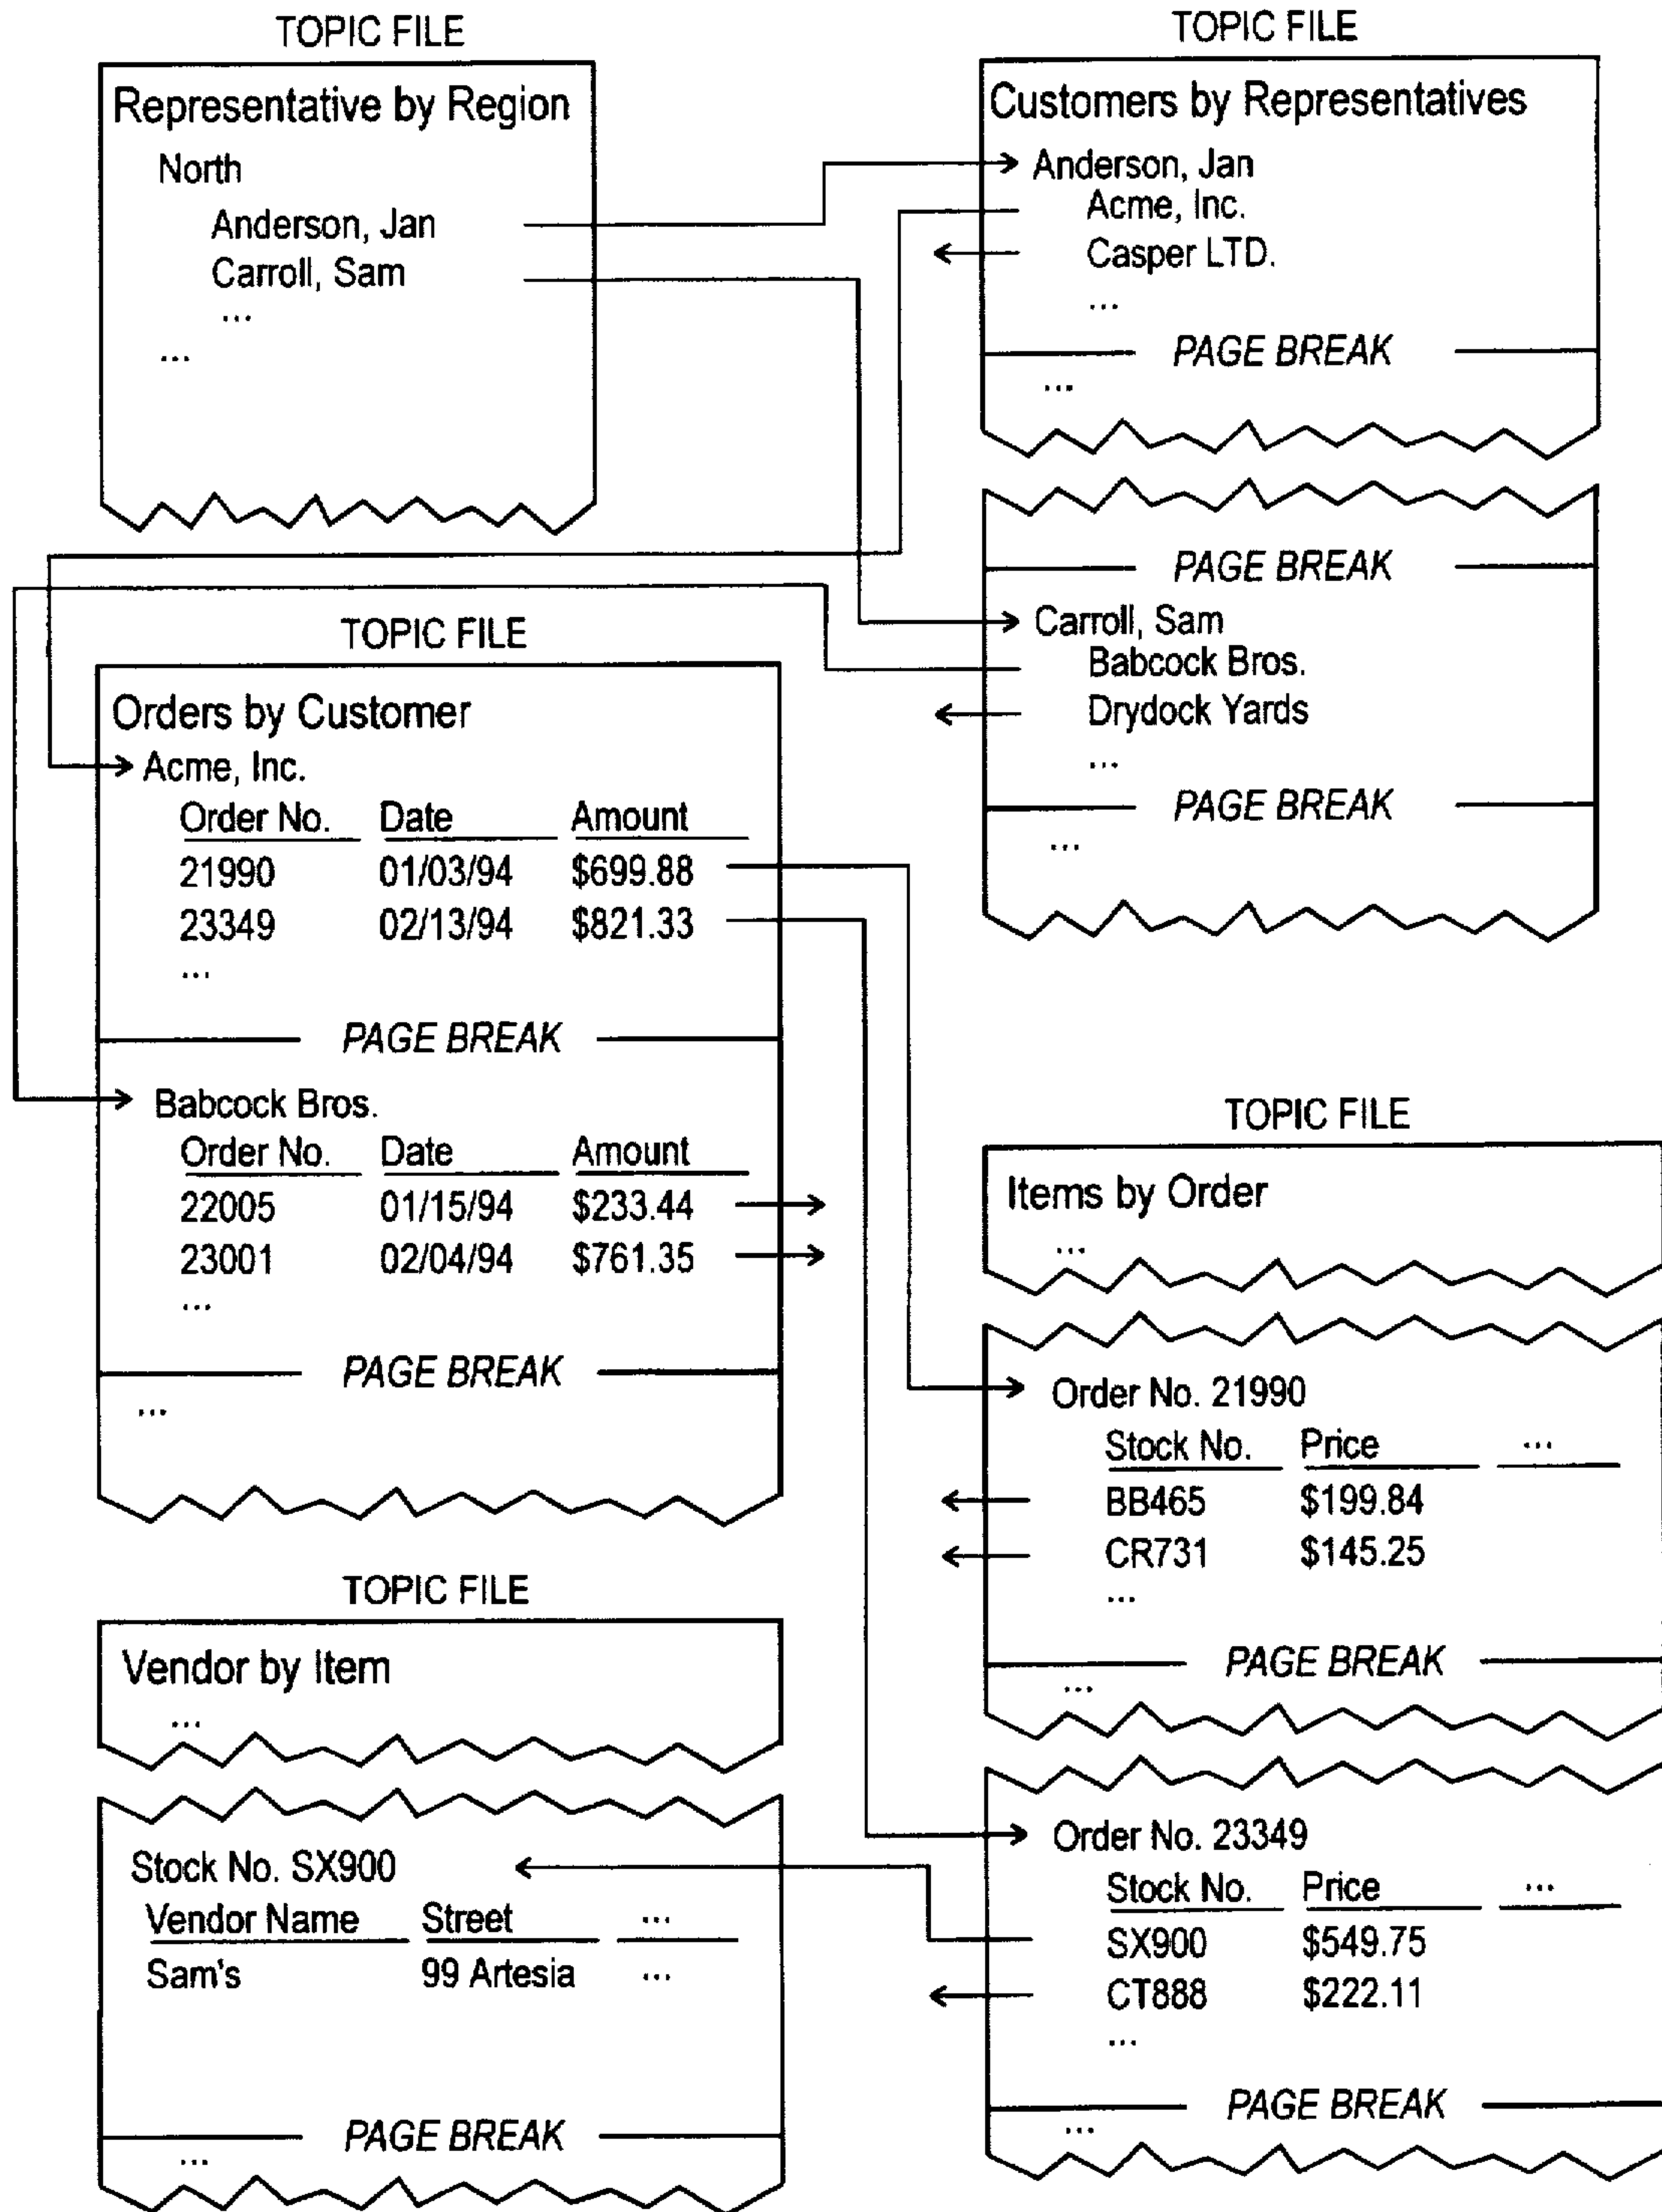 TOPIC FILE
Representative by Region
North
Anderson, Jan
Carroll, Sam
...
...
TOPIC FILE
Customers by Representatives
Anderson, Jan
Acme, Inc.
Casper LTD.
...
PAGE BREAK
...
PAGE BREAK
Carroll, Sam
Babcock Bros.
Drydock Yards
...
PAGE BREAK
...
TOPIC FILE
Orders by Customer
Acme, Inc.
Order No. Date Amount
21990 01/03/94 $699.88
23349 02/13/94 $821.33
...
PAGE BREAK
Babcock Bros.
Order No. Date Amount
22005 01/15/94 $233.44
23001 02/04/94 $761.35
...
PAGE BREAK
...
TOPIC FILE
Items by Order
...
Order No. 21990
Stock No. Price ...
BB465 $199.84
CR731 $145.25
...
PAGE BREAK
...
Order No. 23349
Stock No. Price ...
SX900 $549.75
CT888 $222.11
...
PAGE BREAK
...
TOPIC FILE
Vendor by Item
...
Stock No. SX900
Vendor Name Street ...
Sam's 99 Artesia ...
PAGE BREAK
...